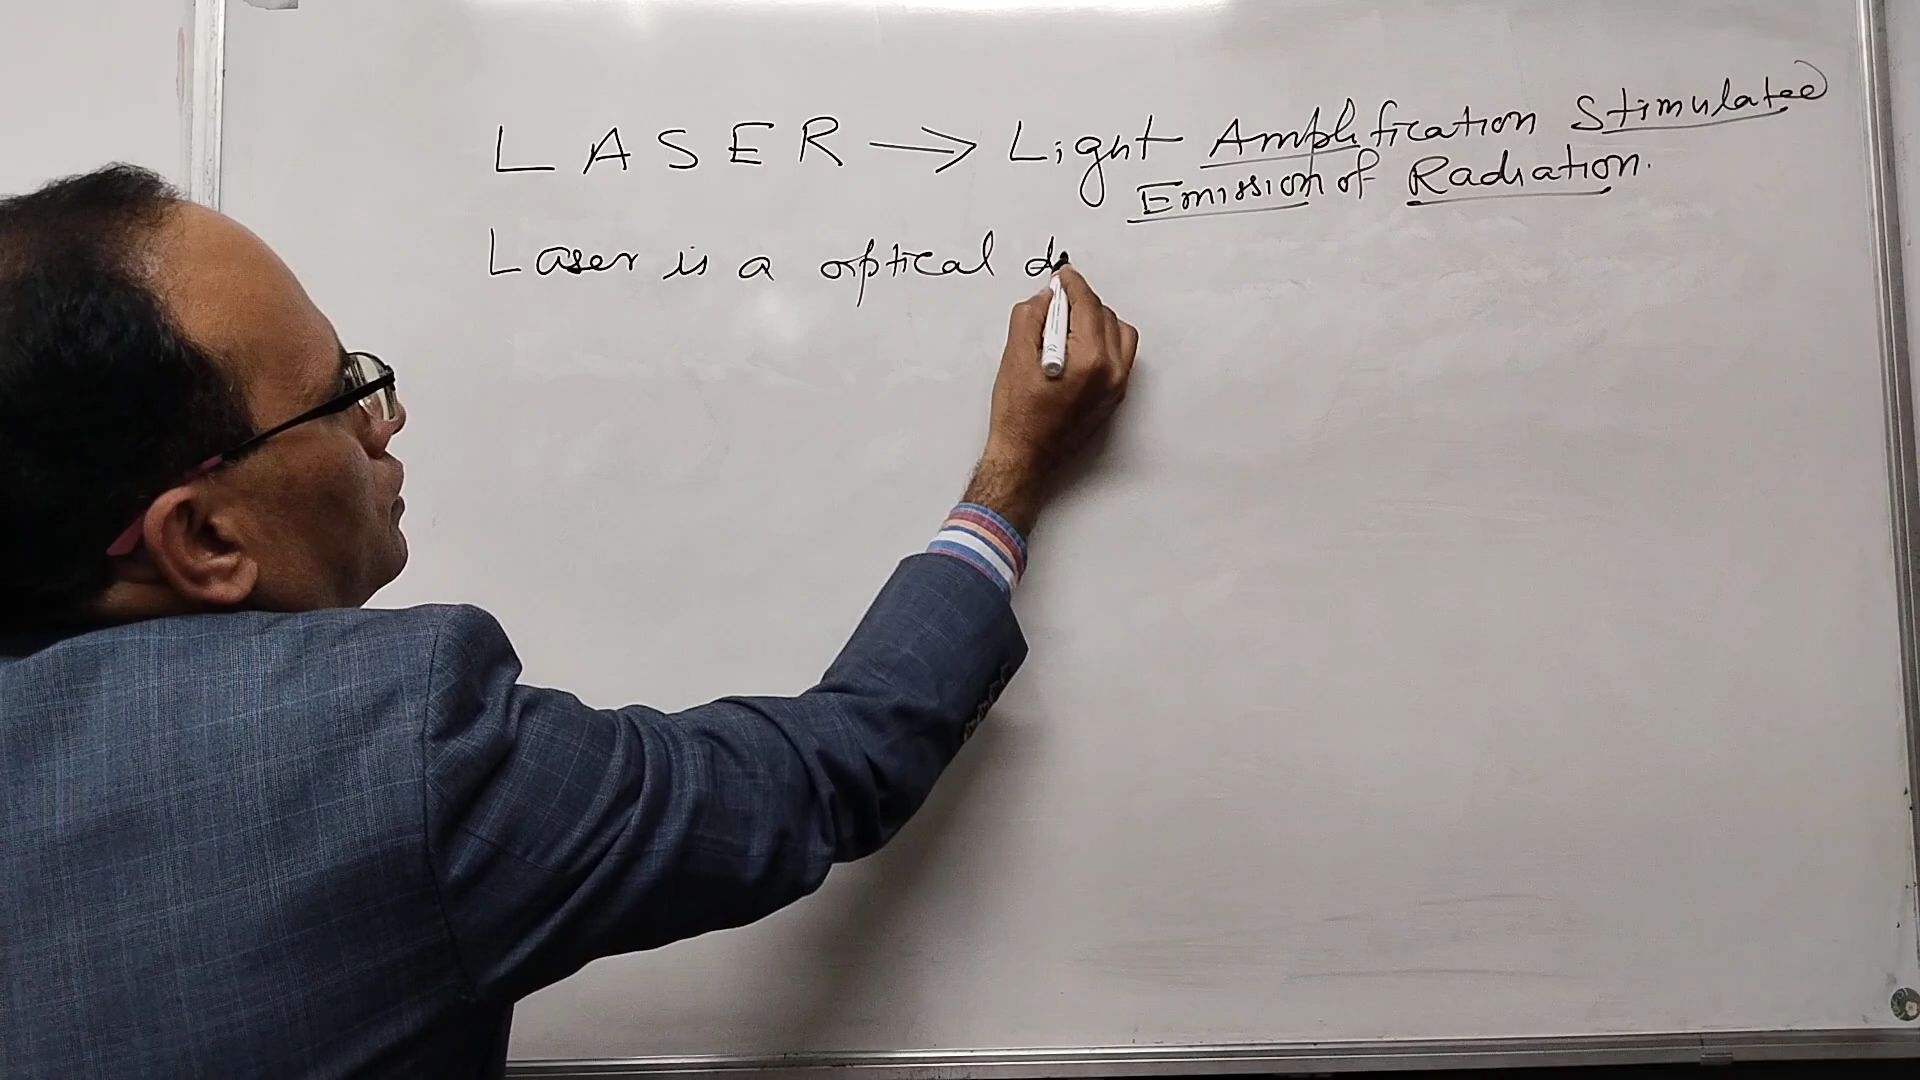 LASER → Light Amplification Stimulated
Emission of Radiation.
Laser is a optical d